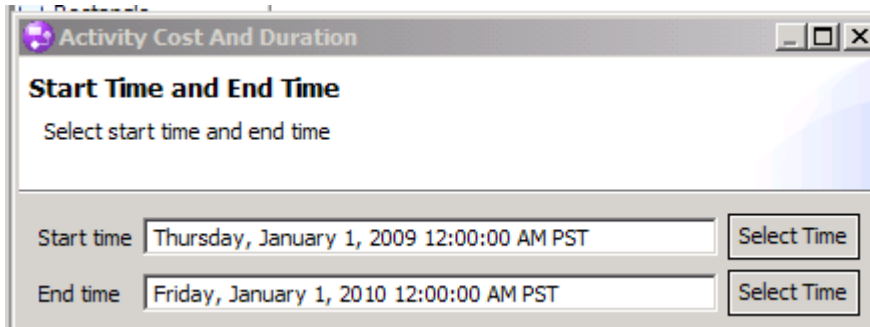 Rectangle
Activity Cost And Duration
Start Time and End Time
Select start time and end time
Start time Thursday, January 1, 2009 12:00:00 AM PST Select Time
End time Friday, January 1, 2010 12:00:00 AM PST Select Time